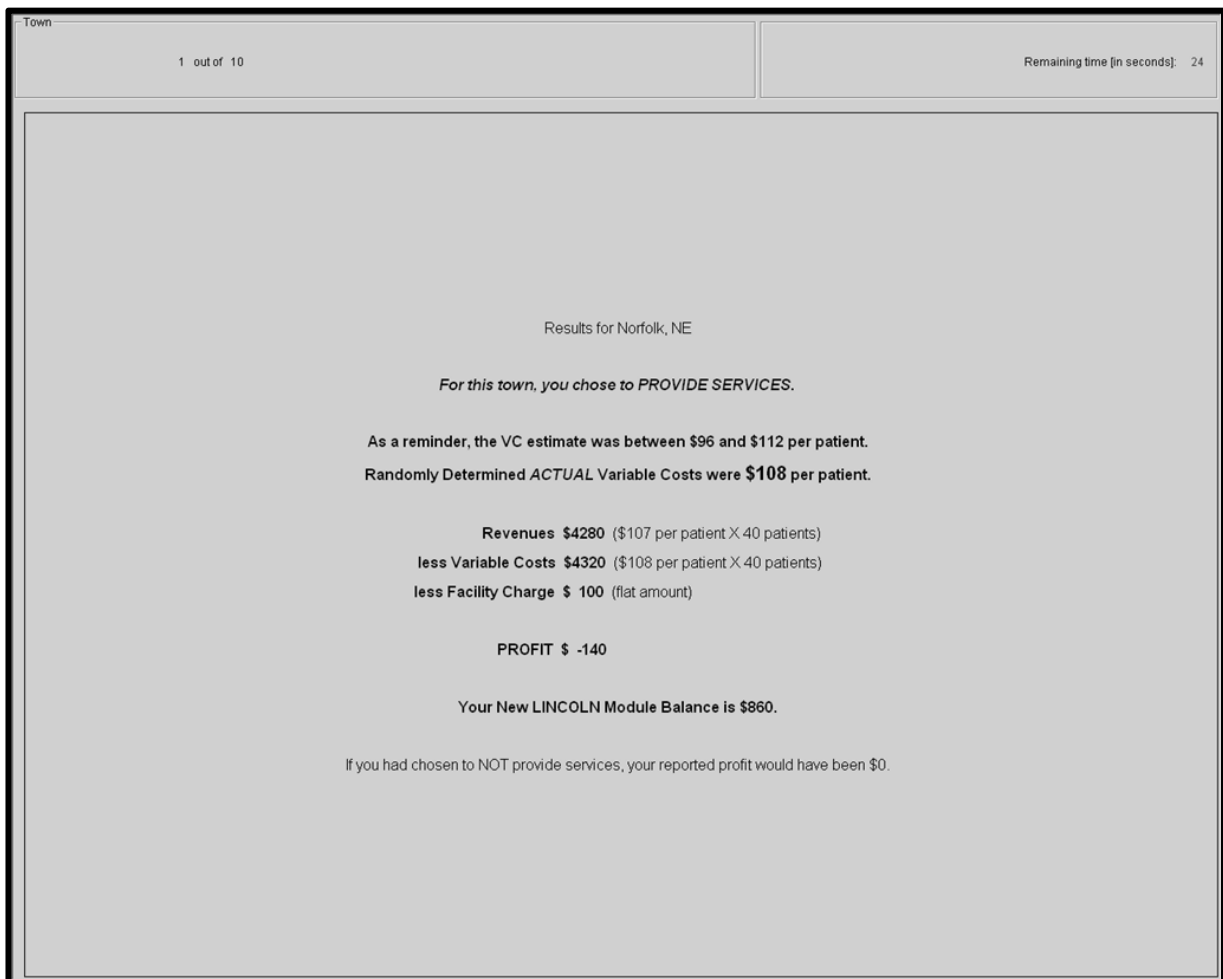 Town
1 out of 10
Remaining time [in seconds]: 24
Results for Norfolk, NE
For this town, you chose to PROVIDE SERVICES.
As a reminder, the VC estimate was between $96 and $112 per patient.
Randomly Determined ACTUAL Variable Costs were $108 per patient.
Revenues $4280 ($107 per patient X 40 patients)
less Variable Costs $4320 ($108 per patient X 40 patients)
less Facility Charge $ 100 (flat amount)
PROFIT $ -140
Your New LINCOLN Module Balance is $860.
If you had chosen to NOT provide services, your reported profit would have been $0.